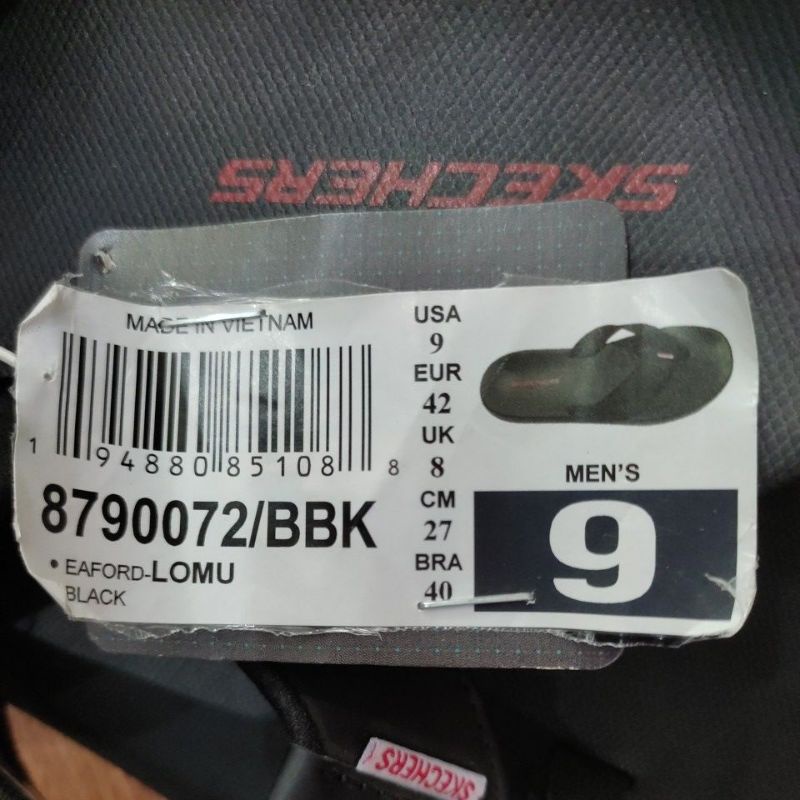 SKECHERS
MADE IN VIETNAM
1 94880 85108 8
8790072/BBK
• EAFORD-LOMU
BLACK
USA
9
EUR
42
UK
8
CM
27
BRA
40
MEN'S
9
SKECHERS